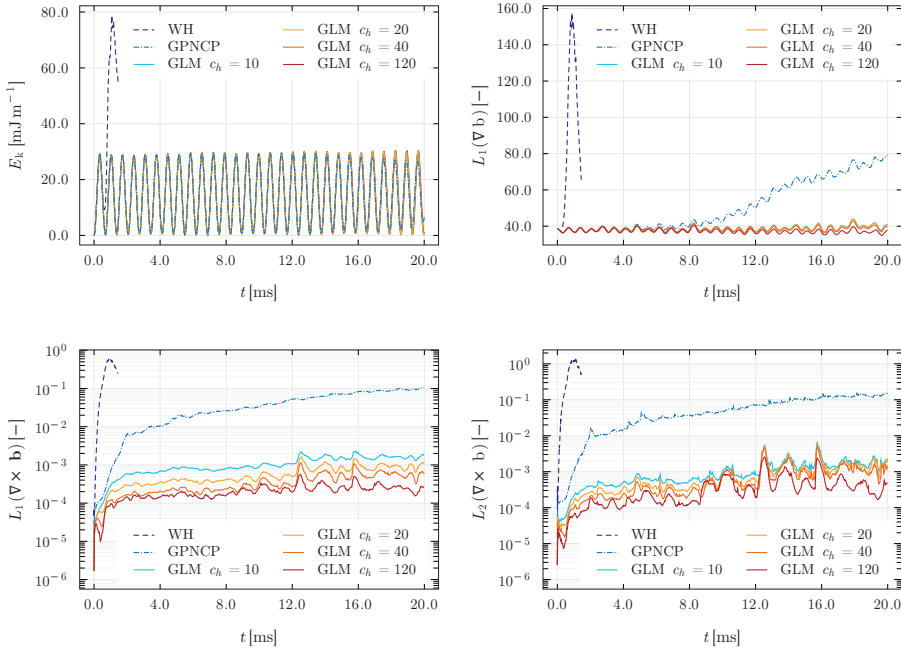 80.0
60.0
40.0
20.0
0.0
E_k [mJ m^{-1}]
WH
GPNCP
GLM c_h = 10
GLM c_h = 20
GLM c_h = 40
GLM c_h = 120
0.0 4.0 8.0 12.0 16.0 20.0
t [ms]
160.0
140.0
120.0
100.0
80.0
60.0
40.0
L_1(∇ b) [−]
WH
GPNCP
GLM c_h = 10
GLM c_h = 20
GLM c_h = 40
GLM c_h = 120
0.0 4.0 8.0 12.0 16.0 20.0
t [ms]
10^0
10^{-1}
10^{-2}
10^{-3}
10^{-4}
10^{-5}
10^{-6}
L_1(∇× b) [−]
WH
GPNCP
GLM c_h = 10
GLM c_h = 20
GLM c_h = 40
GLM c_h = 120
0.0 4.0 8.0 12.0 16.0 20.0
t [ms]
10^0
10^{-1}
10^{-2}
10^{-3}
10^{-4}
10^{-5}
10^{-6}
L_2(∇× b) [−]
WH
GPNCP
GLM c_h = 10
GLM c_h = 20
GLM c_h = 40
GLM c_h = 120
0.0 4.0 8.0 12.0 16.0 20.0
t [ms]